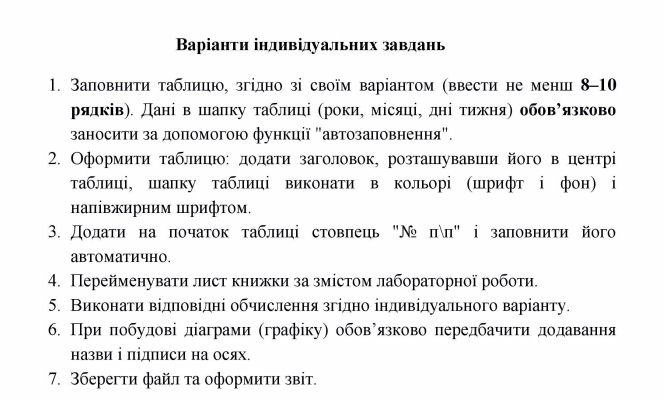 Варіанти індивідуальних завдань
1. Заповнити таблицю, згідно зі своїм варіантом (ввести не менш 8–10
рядків). Дані в шапку таблиці (роки, місяці, дні тижня) обов’язково
заносити за допомогою функції "автозаповнення".
2. Оформити таблицю: додати заголовок, розташувавши його в центрі
таблиці, шапку таблиці виконати в кольорі (шрифт і фон) і
напівжирним шрифтом.
3. Додати на початок таблиці стовпець "№ п\п" і заповнити його
автоматично.
4. Перейменувати лист книжки за змістом лабораторної роботи.
5. Виконати відповідні обчислення згідно індивідуального варіанту.
6. При побудові діаграми (графіку) обов’язково передбачити додавання
назви і підписи на осях.
7. Зберегти файл та оформити звіт.